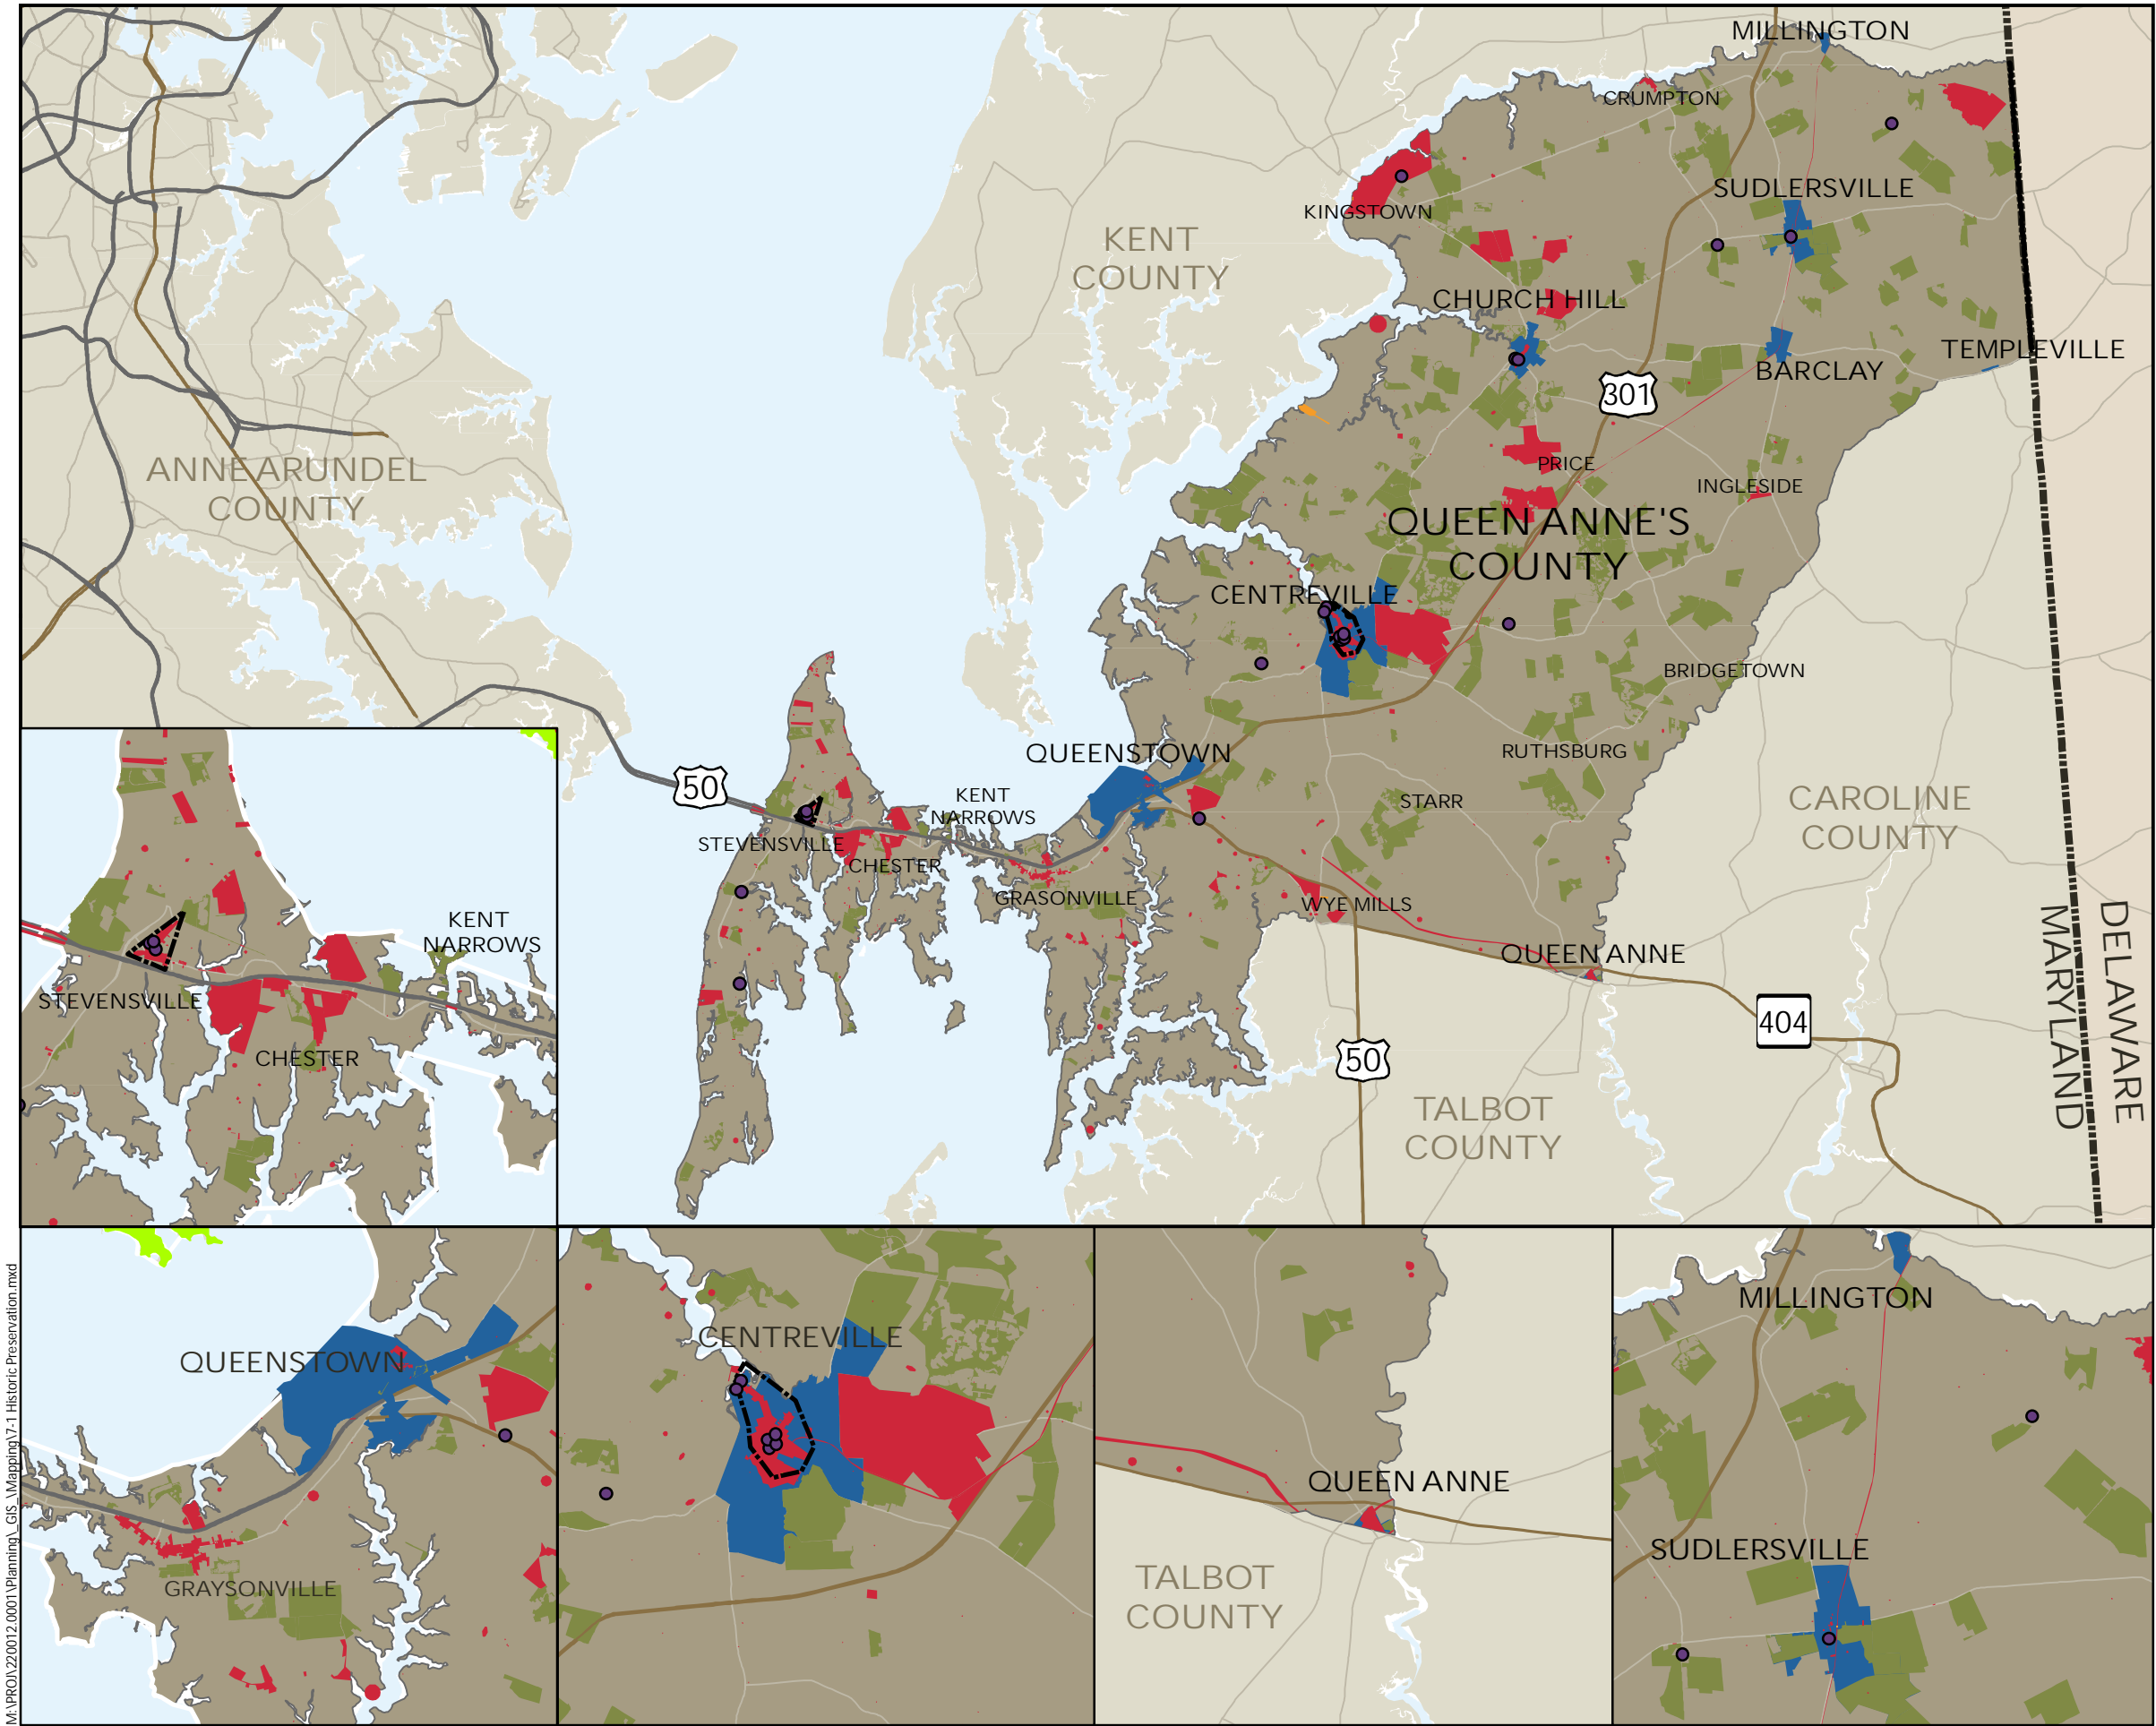 MILLINGTON
CRUMPTON
SUDLERSVILLE
KINGSTOWN
KENT
COUNTY
CHURCH HILL
TEMPLEVILLE
BARCLAY
301
ANNE ARUNDEL
COUNTY
PRICE
INGLESIDE
QUEEN ANNE'S
COUNTY
CENTREVILLE
BRIDGETOWN
QUEENSTOWN
RUTHSBURG
50
KENT
NARROWS
STARR
CAROLINE
COUNTY
STEVENSVILLE
CHESTER
GRASONVILLE
WYE MILLS
QUEEN ANNE
MARYLAND
DELAWARE
404
50
TALBOT
COUNTY
KENT
NARROWS
STEVENSVILLE
CHESTER
QUEENSTOWN
GRAYSONVILLE
CENTREVILLE
QUEEN ANNE
TALBOT
COUNTY
MILLINGTON
SUDLERSVILLE
M:\PROJ\220012.0001\Planning\_GIS_\Mapping\7-1 Historic Preservation.mxd